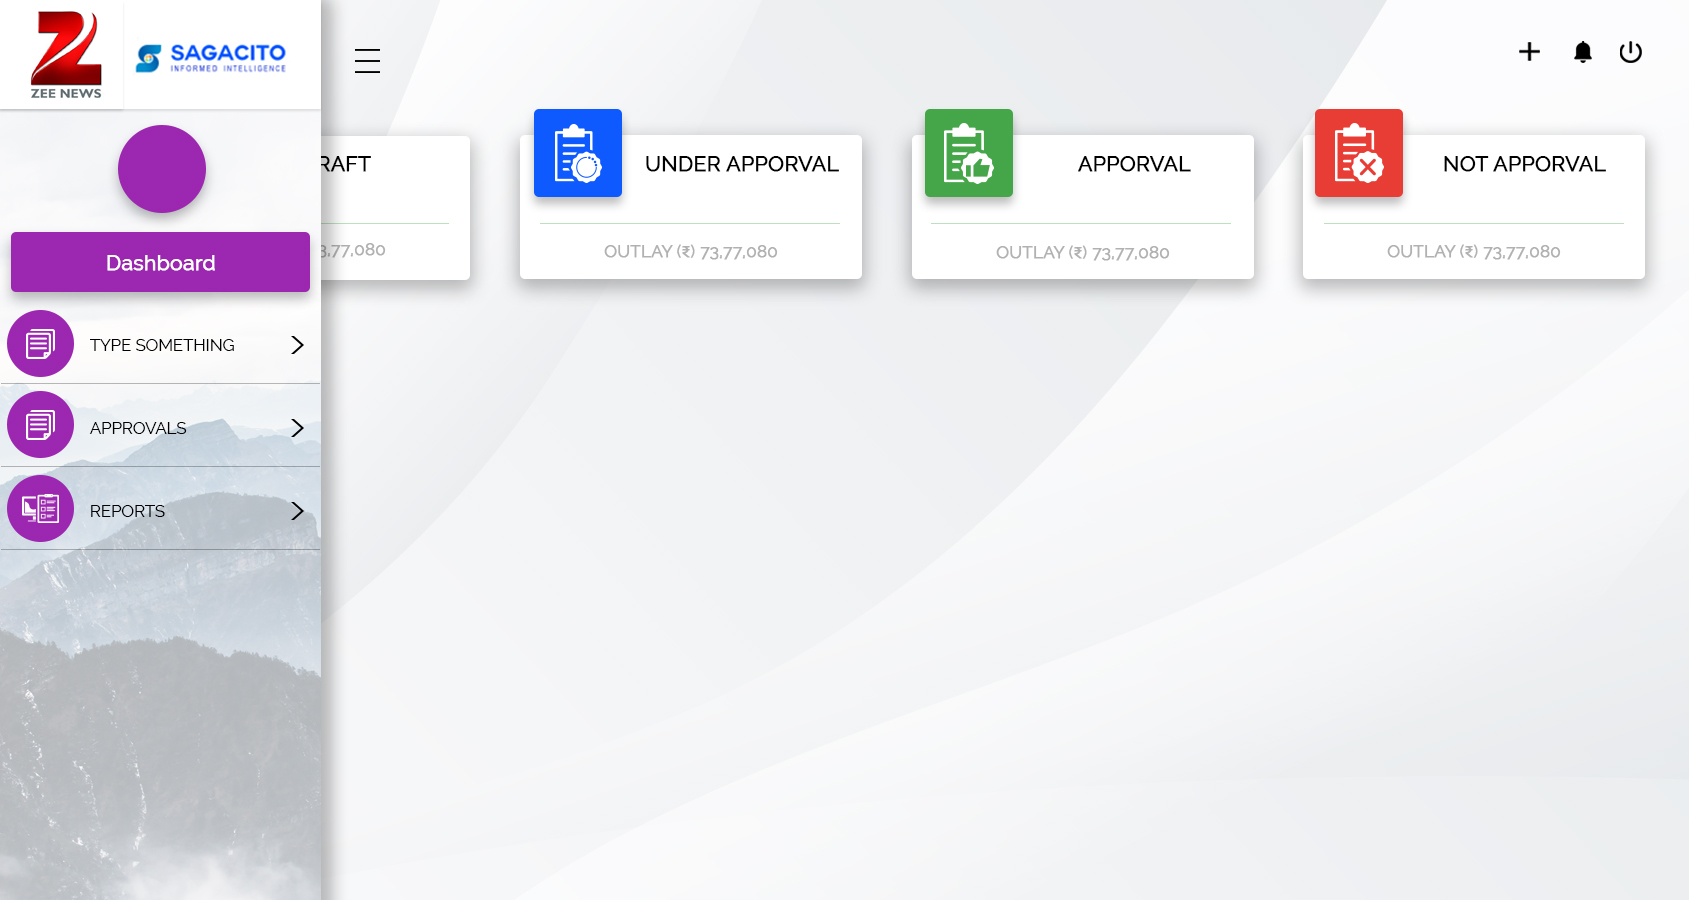 ZEE NEWS
SAGACITO
INFORMED INTELLIGENCE
Dashboard
TYPE SOMETHING
APPROVALS
REPORTS
RAFT
3,77,080
UNDER APPORVAL
OUTLAY (₹) 73,77,080
APPORVAL
OUTLAY (₹) 73,77,080
NOT APPORVAL
OUTLAY (₹) 73,77,080